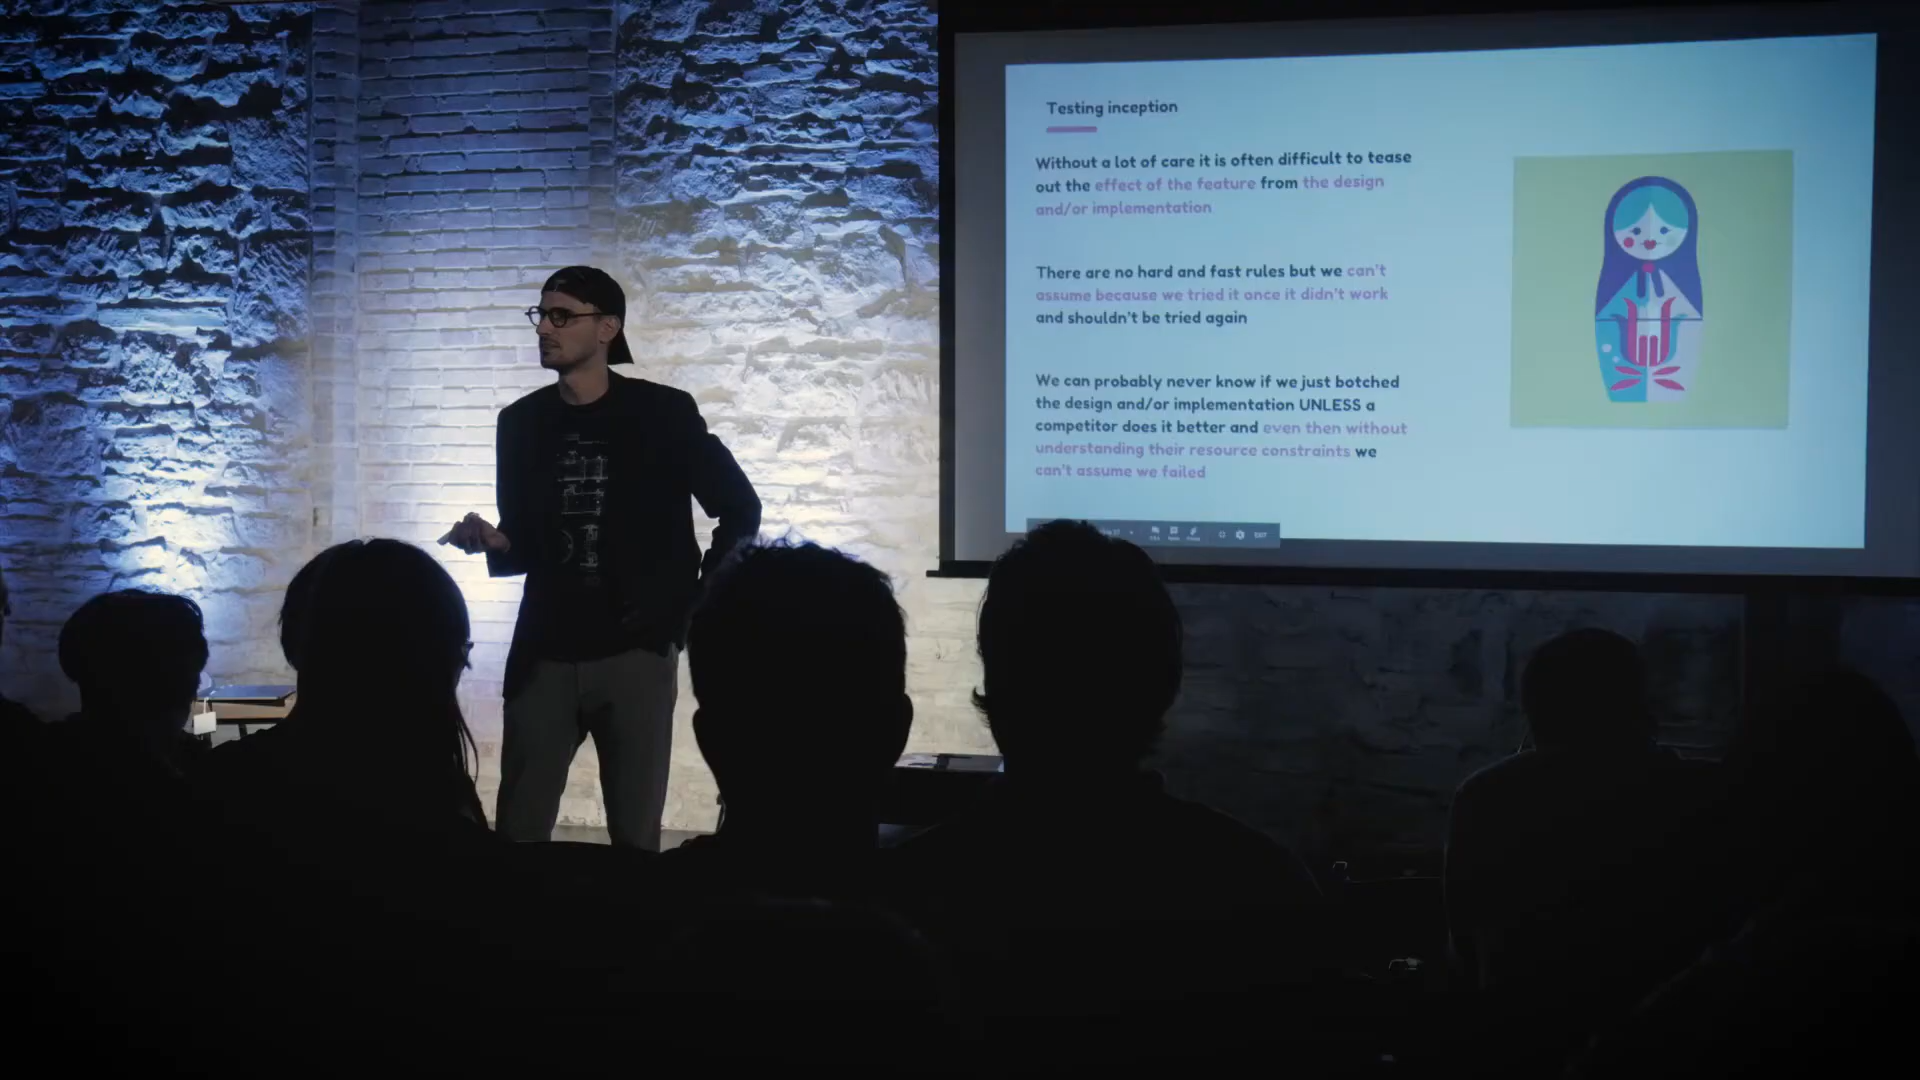 Testing inception
Without a lot of care it is often difficult to tease
out the effect of the feature from the design
and/or implementation
There are no hard and fast rules but we can't
assume because we tried it once it didn't work
and shouldn't be tried again
We can probably never know if we just botched
the design and/or implementation UNLESS a
competitor does it better and even then without
understanding their resource constraints we
can't assume we failed
EXIT